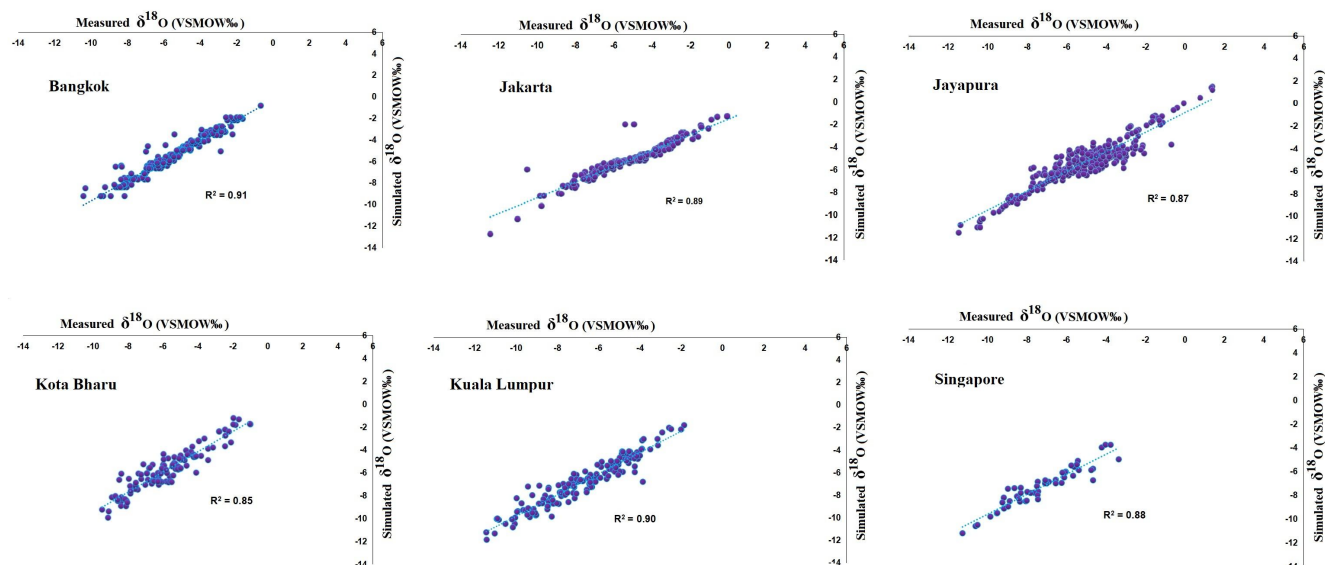 Measured δ18O (VSMOW‰)
-14 -12 -10 -8 -6 -4 -2 0 2 4 6
Bangkok
4
2
0
-2
-4
-6
-8
-10
-12
-14
Simulated δ18O (VSMOW‰)
R² = 0.91
Measured δ18O (VSMOW‰)
-14 -12 -10 -8 -6 -4 -2 0 2 4 6
Jakarta
4
2
0
-2
-4
-6
-8
-10
-12
-14
Simulated δ18O (VSMOW‰)
R² = 0.89
Measured δ18O (VSMOW‰)
-14 -12 -10 -8 -6 -4 -2 0 2 4 6
6
Jayapura
4
2
0
-2
-4
-6
-8
-10
-12
-14
Simulated δ18O (VSMOW‰)
R² = 0.87
Measured δ18O (VSMOW‰)
-14 -12 -10 -8 -6 -4 -2 0 2 4 6
6
Kota Bharu
4
2
0
-2
-4
-6
-8
-10
-12
-14
Simulated δ18O (VSMOW‰)
R² = 0.85
Measured δ18O (VSMOW‰)
-14 -12 -10 -8 -6 -4 -2 0 2 4 6
6
Kuala Lumpur
4
2
0
-2
-4
-6
-8
-10
-12
-14
Simulated δ18O (VSMOW‰)
R² = 0.90
Measured δ18O (VSMOW‰)
-14 -12 -10 -8 -6 -4 -2 0 2 4 6
6
Singapore
4
2
0
-2
-4
-6
-8
-10
-12
-14
Simulated δ18O (VSMOW‰)
R² = 0.88